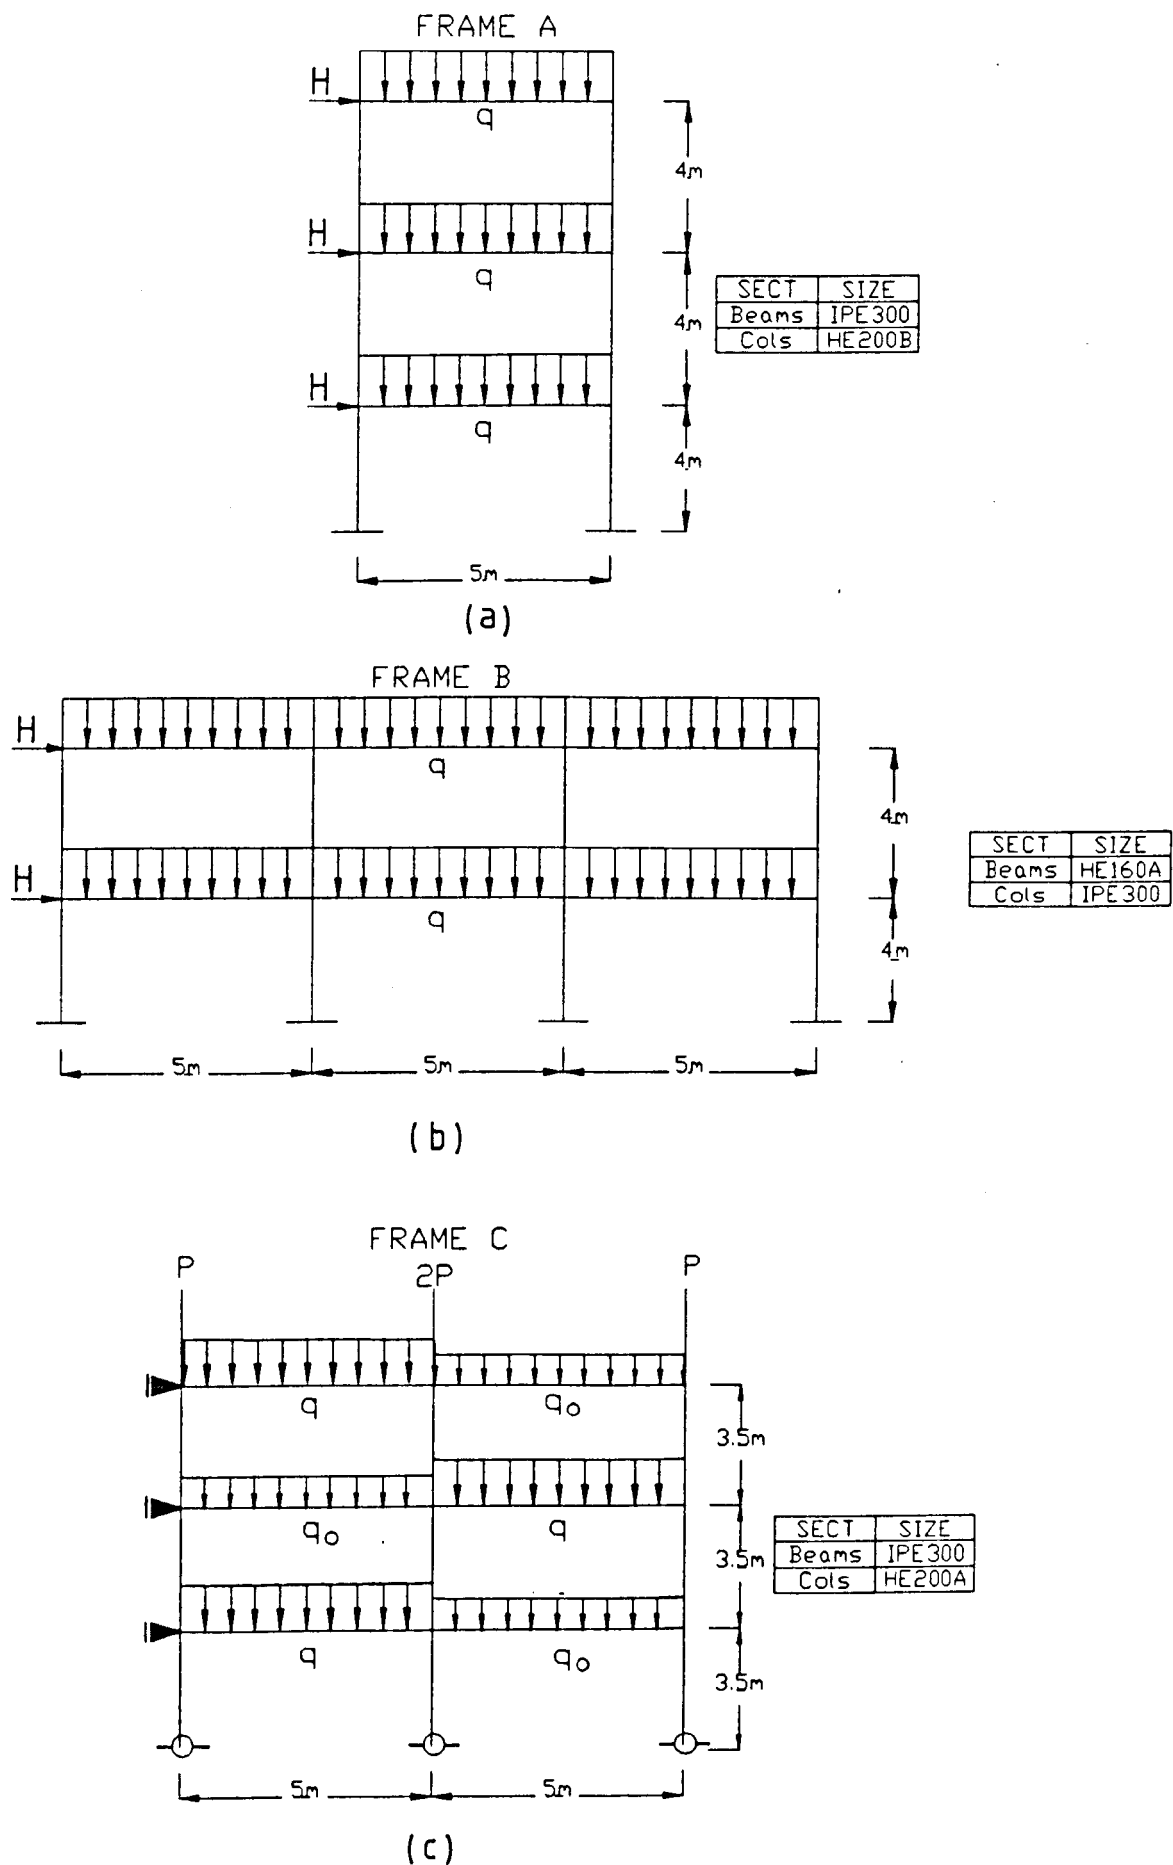 FRAME A
H
q
4m
H
q
4m
SECT SIZE
Beams IPE300
Cols HE200B
H
q
4m
5m
(a)
FRAME B
H
q
4m
SECT SIZE
Beams HE160A
Cols IPE300
H
q
4m
5m 5m 5m
(b)
FRAME C
P 2P P
q qo
3.5m
qo q
3.5m
SECT SIZE
Beams IPE300
Cols HE200A
q qo
3.5m
5m 5m
(c)